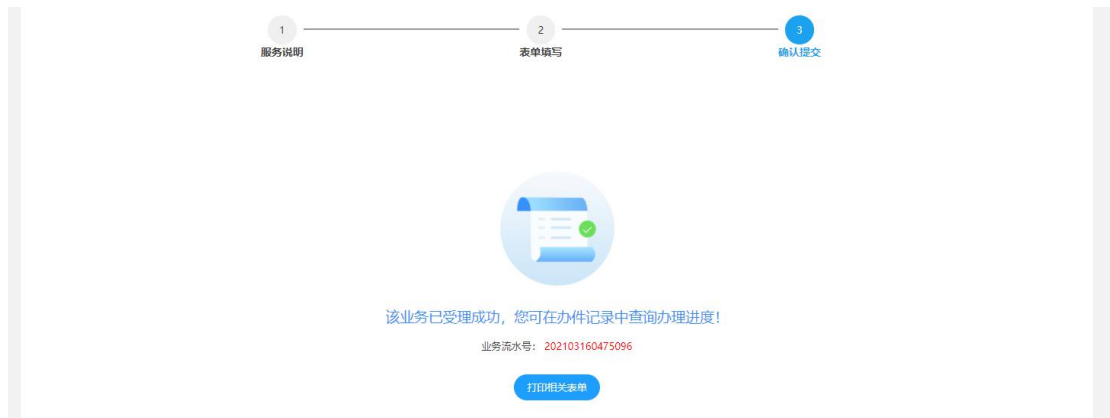 1 2 3
服务说明 表单填写 确认提交
该业务已受理成功，您可在办件记录中查询办理进度！
业务流水号： 202103160475096
打印相关表单